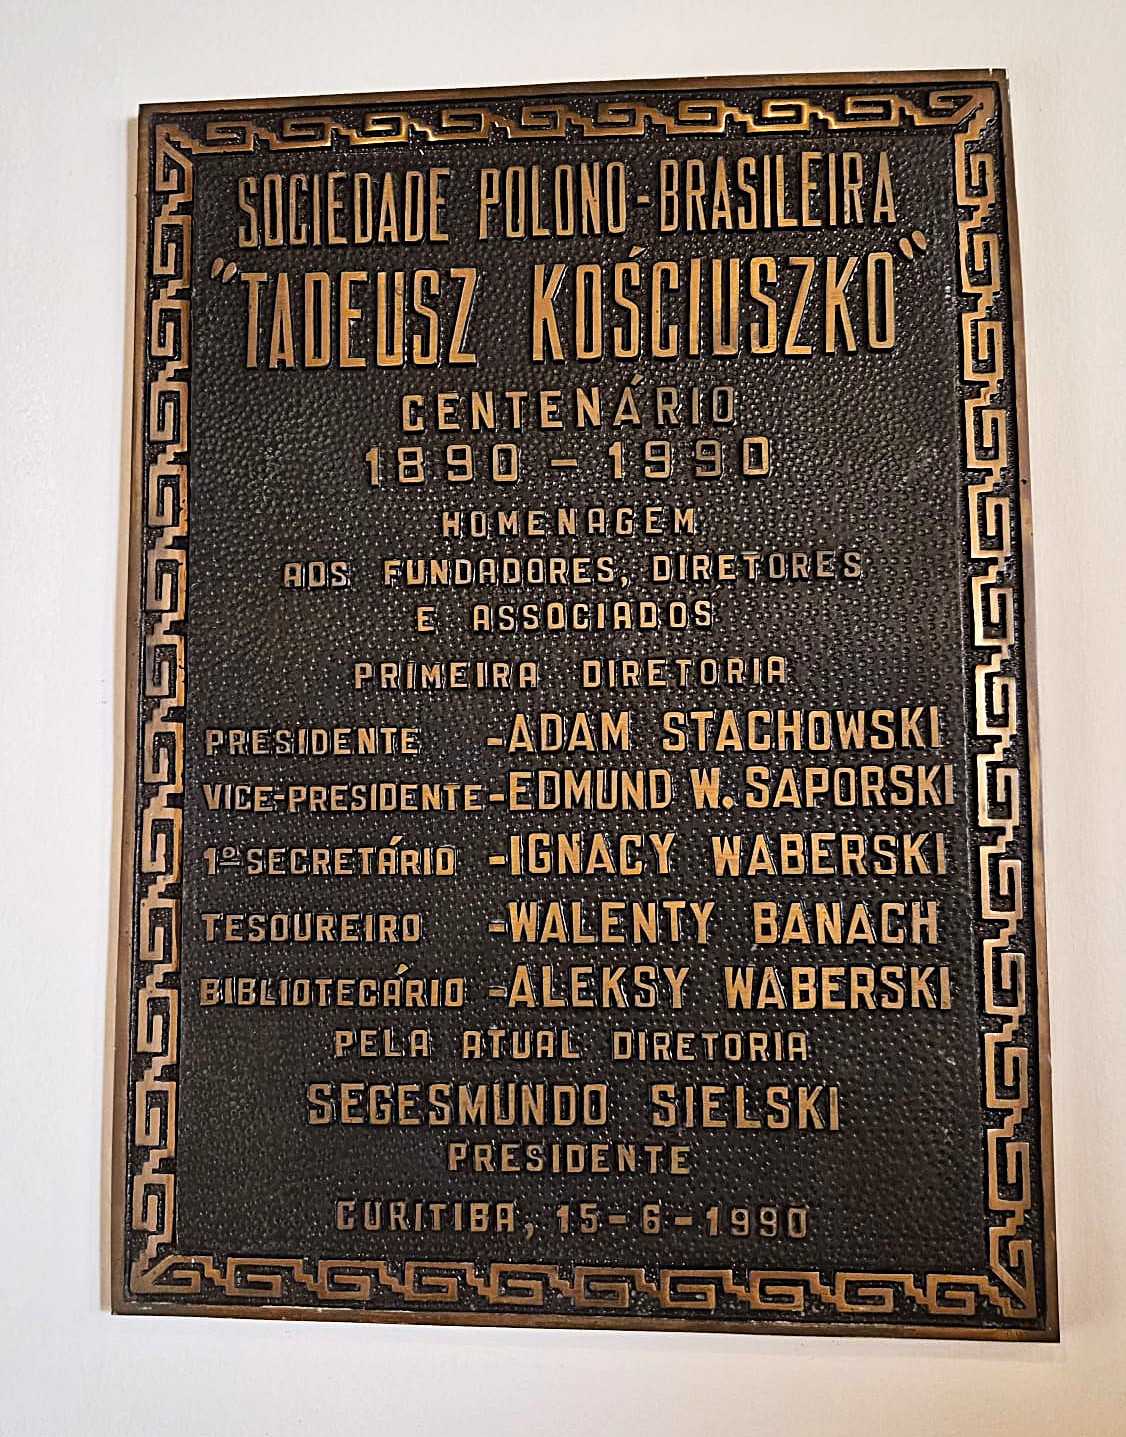 SOCIEDADE POLONO-BRASILEIRA
"TADEUSZ KOŚCIUSZKO"
CENTENÁRIO
1890 - 1990
HOMENAGEM
AOS FUNDADORES, DIRETORES
E ASSOCIADOS
PRIMEIRA DIRETORIA
PRESIDENTE -ADAM STACHOWSKI
VICE-PRESIDENTE-EDMUND W. SAPORSKI
1º SECRETÁRIO -IGNACY WABERSKI
TESOUREIRO -WALENTY BANACH
BIBLIOTECÁRIO -ALEKSY WABERSKI
PELA ATUAL DIRETORIA
SEGESMUNDO SIELSKI
PRESIDENTE
CURITIBA, 15-6-1990